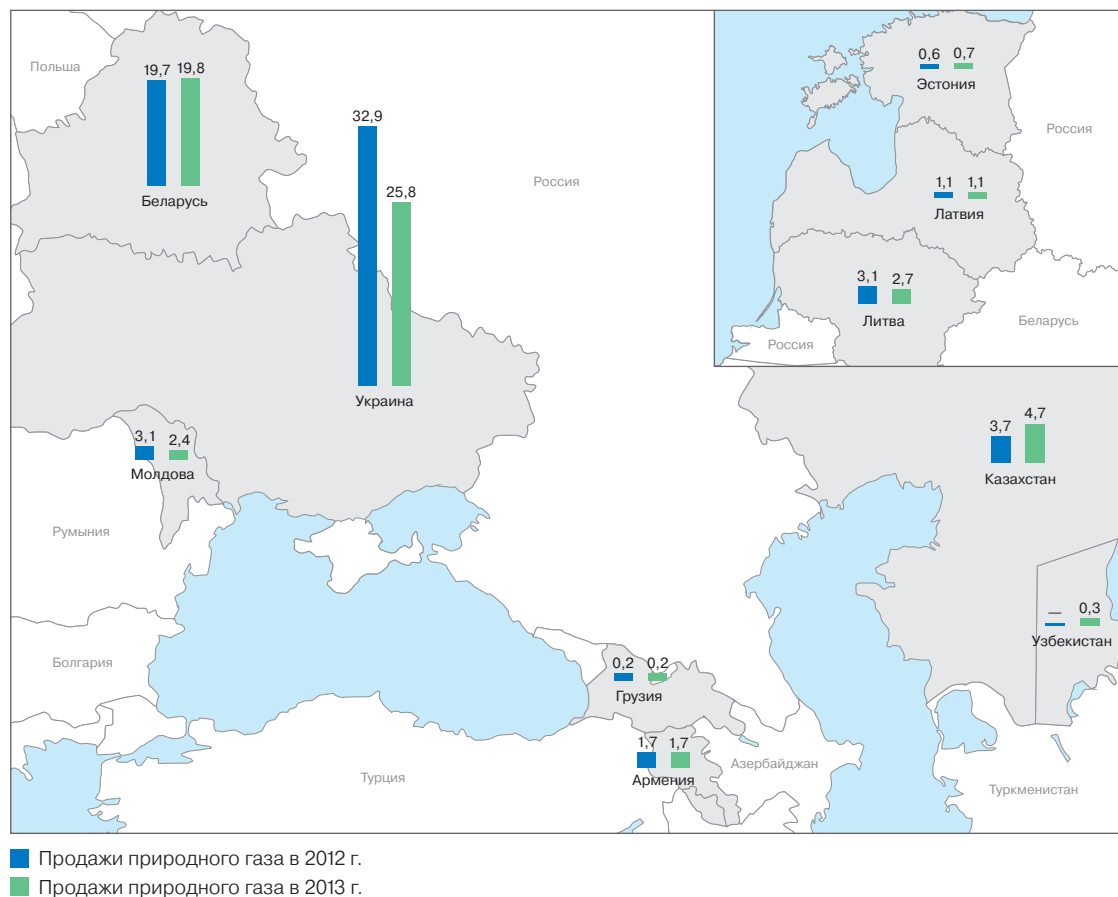 Польша
19,7 19,8
Беларусь
32,9
25,8
Украина
Россия
0,6 0,7
Эстония
Россия
1,1 1,1
Латвия
3,1 2,7
Литва
Беларусь
Россия
3,1 2,4
Молдова
3,7 4,7
Казахстан
Румыния
— 0,3
Узбекистан
Болгария
0,2 0,2
Грузия
1,7 1,7
Армения
Азербайджан
Турция
Туркменистан
Продажи природного газа в 2012 г.
Продажи природного газа в 2013 г.